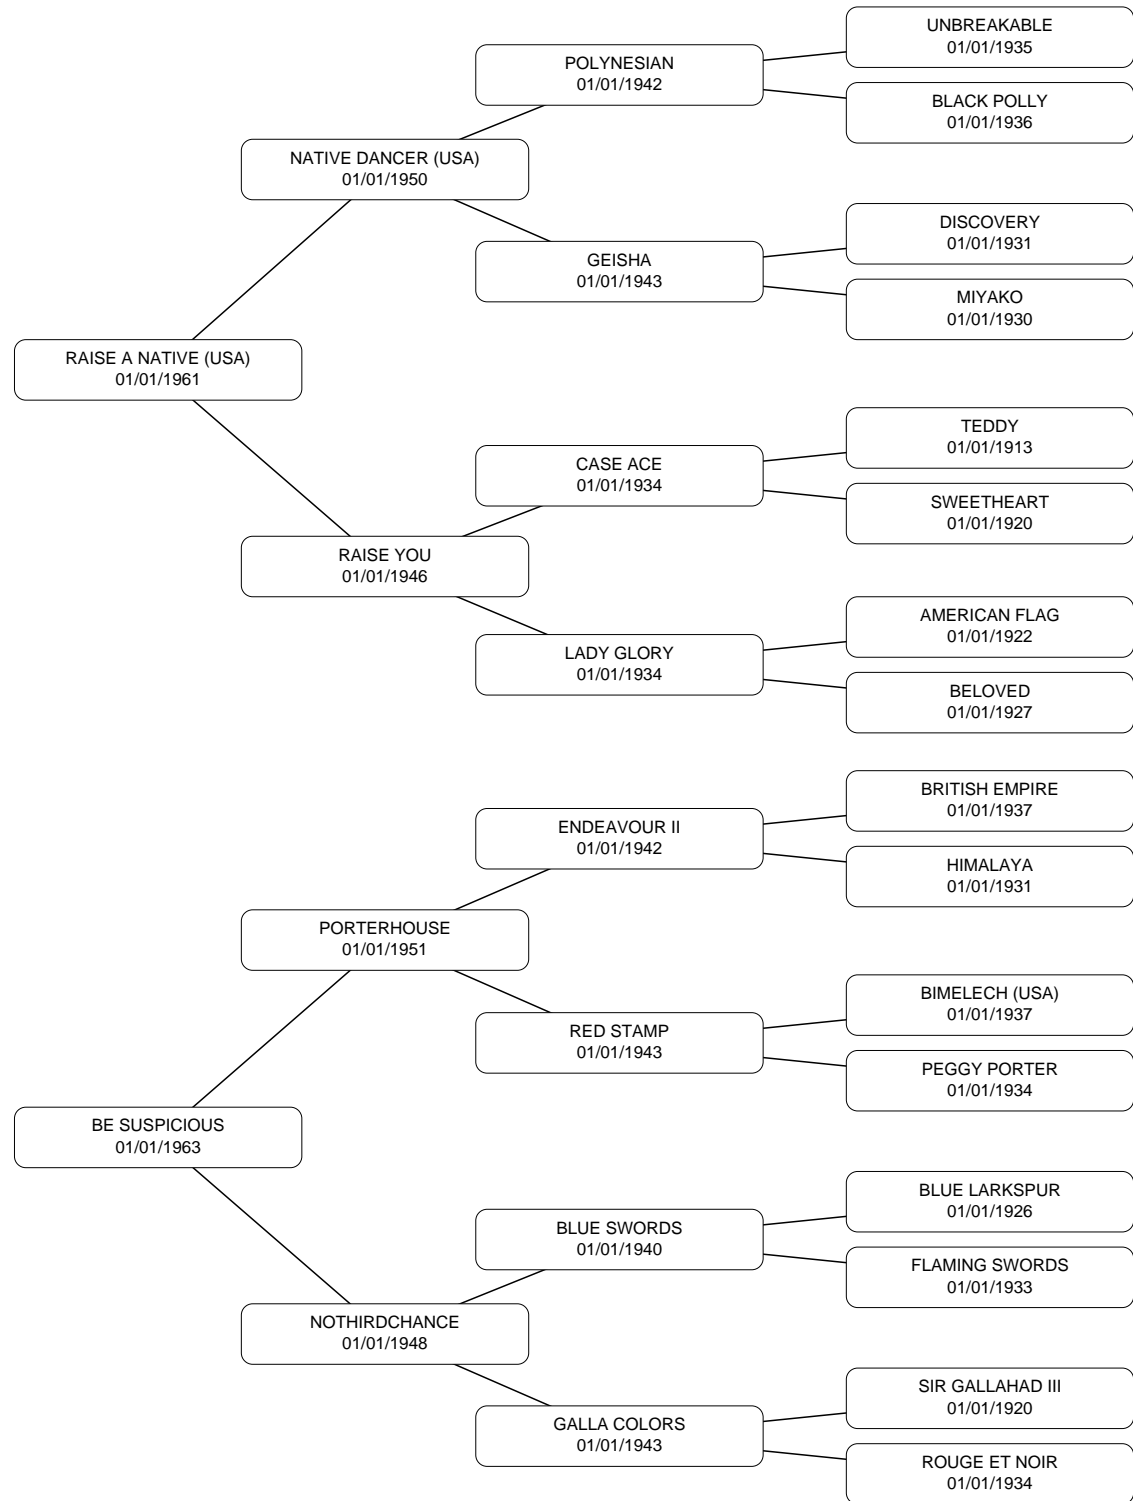 UNBREAKABLE
01/01/1935
POLYNESIAN
01/01/1942
BLACK POLLY
01/01/1936
NATIVE DANCER (USA)
01/01/1950
DISCOVERY
01/01/1931
GEISHA
01/01/1943
MIYAKO
01/01/1930
RAISE A NATIVE (USA)
01/01/1961
TEDDY
01/01/1913
CASE ACE
01/01/1934
SWEETHEART
01/01/1920
RAISE YOU
01/01/1946
AMERICAN FLAG
01/01/1922
LADY GLORY
01/01/1934
BELOVED
01/01/1927
BRITISH EMPIRE
01/01/1937
ENDEAVOUR II
01/01/1942
HIMALAYA
01/01/1931
PORTERHOUSE
01/01/1951
BIMELECH (USA)
01/01/1937
RED STAMP
01/01/1943
PEGGY PORTER
01/01/1934
BE SUSPICIOUS
01/01/1963
BLUE LARKSPUR
01/01/1926
BLUE SWORDS
01/01/1940
FLAMING SWORDS
01/01/1933
NOTHIRDCHANCE
01/01/1948
SIR GALLAHAD III
01/01/1920
GALLA COLORS
01/01/1943
ROUGE ET NOIR
01/01/1934